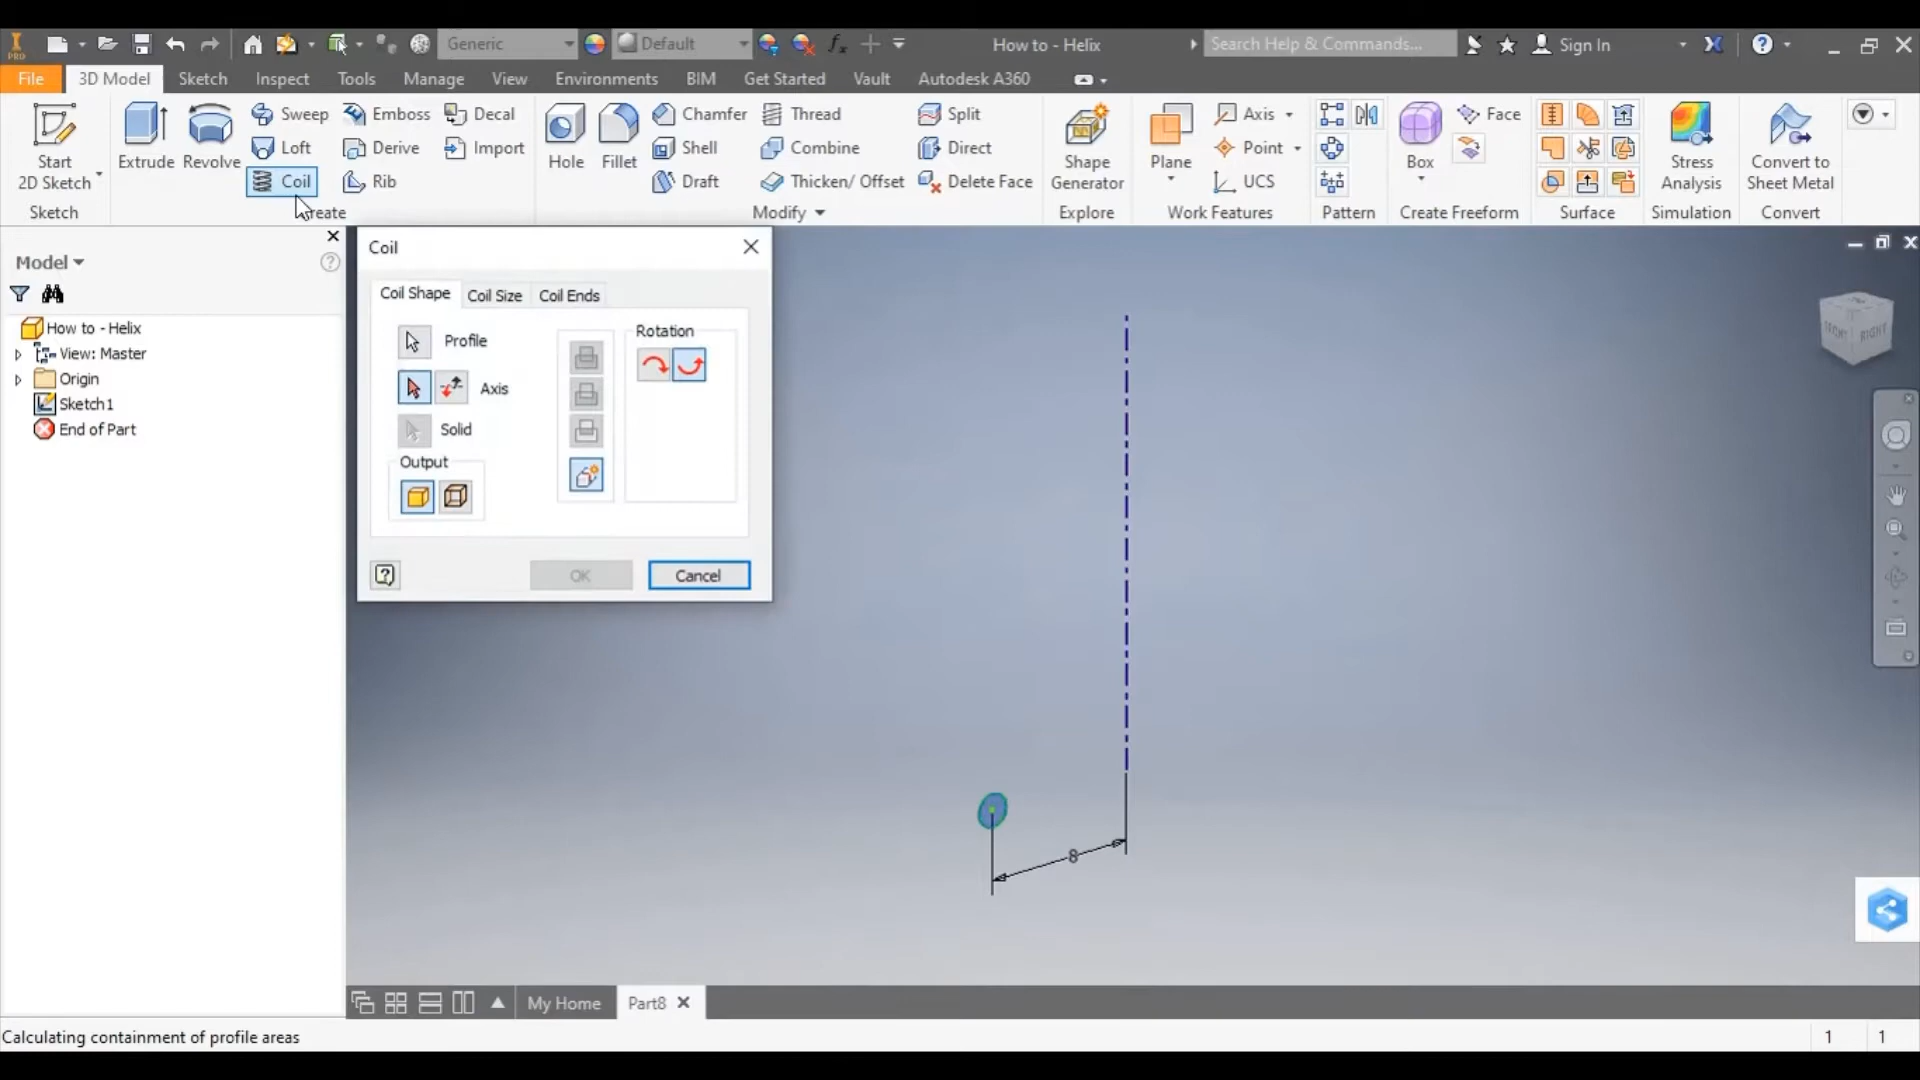 PRO
Generic
Default
How to - Helix
Search Help & Commands...
Sign In
File
3D Model
Sketch
Inspect
Tools
Manage
View
Environments
BIM
Get Started
Vault
Autodesk A360
Start
2D Sketch
Sketch
Extrude
Revolve
Sweep
Loft
Coil
Emboss
Derive
Rib
Decal
Import
reate
Hole
Fillet
Chamfer
Shell
Draft
Thread
Combine
Thicken/ Offset
Split
Direct
Delete Face
Modify
Shape
Generator
Explore
Plane
Axis
Point
UCS
Work Features
Pattern
Box
Face
Create Freeform
Surface
Stress
Analysis
Simulation
Convert to
Sheet Metal
Convert
Model
How to - Helix
View: Master
Origin
Sketch1
End of Part
Coil
Coil Shape
Coil Size
Coil Ends
Profile
Axis
Solid
Output
Rotation
OK
Cancel
RIGHT
8
My Home
Part8
Calculating containment of profile areas
1
1